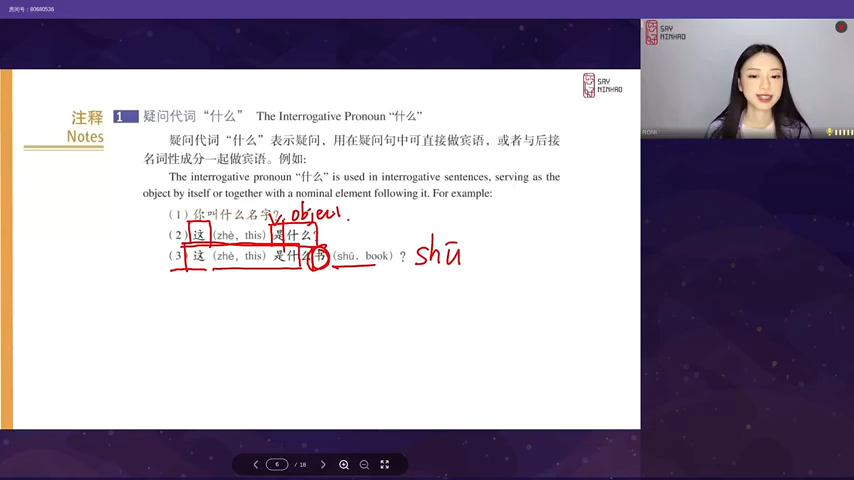 房间号：80680536
SAY
NINHAO
SAY
NINHAO
RONI
注释
Notes
1 疑问代词“什么” The Interrogative Pronoun “什么”
疑问代词“什么”表示疑问，用在疑问句中可直接做宾语，或者与后接
名词性成分一起做宾语。例如：
The interrogative pronoun “什么” is used in interrogative sentences, serving as the
object by itself or together with a nominal element following it. For example:
（1）你叫什么名字？
object.
（2）这（zhè, this）是什么？
（3）这（zhè, this）是什么书（shū, book）？
shū
6 / 18